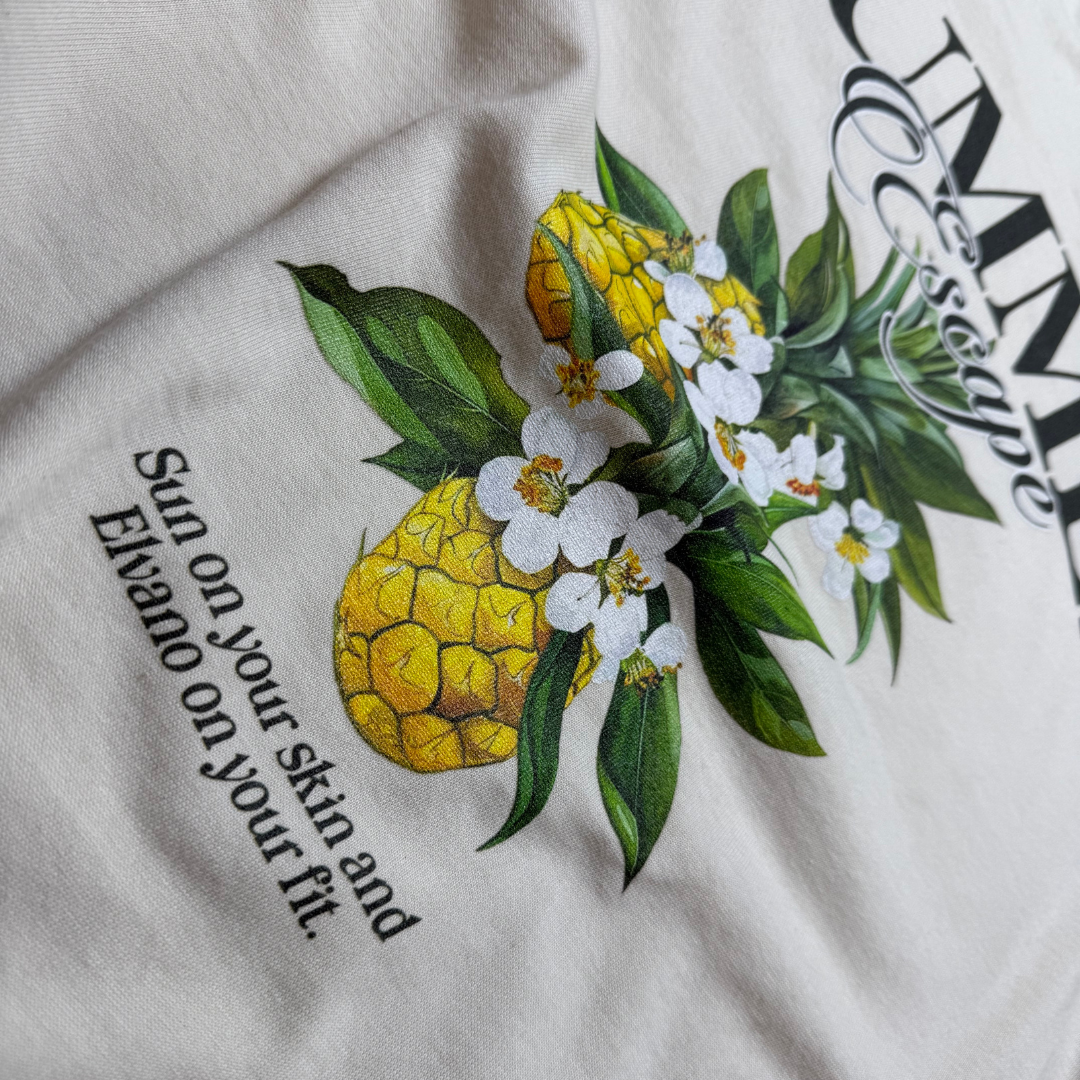 Escape
Sun on your skin and
Elvano on your fit.